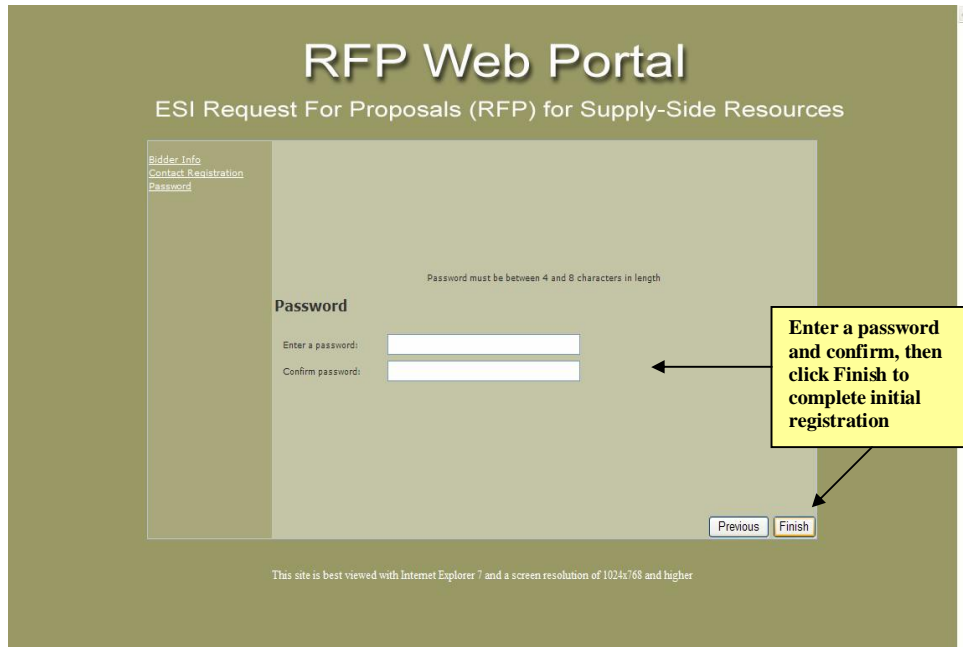 RFP Web Portal
ESI Request For Proposals (RFP) for Supply-Side Resources
Bidder Info
Contact Registration
Password
Password must be between 4 and 8 characters in length
Password
Enter a password:
Confirm password:
Enter a password
and confirm, then
click Finish to
complete initial
registration
Previous Finish
This site is best viewed with Internet Explorer 7 and a screen resolution of 1024x768 and higher